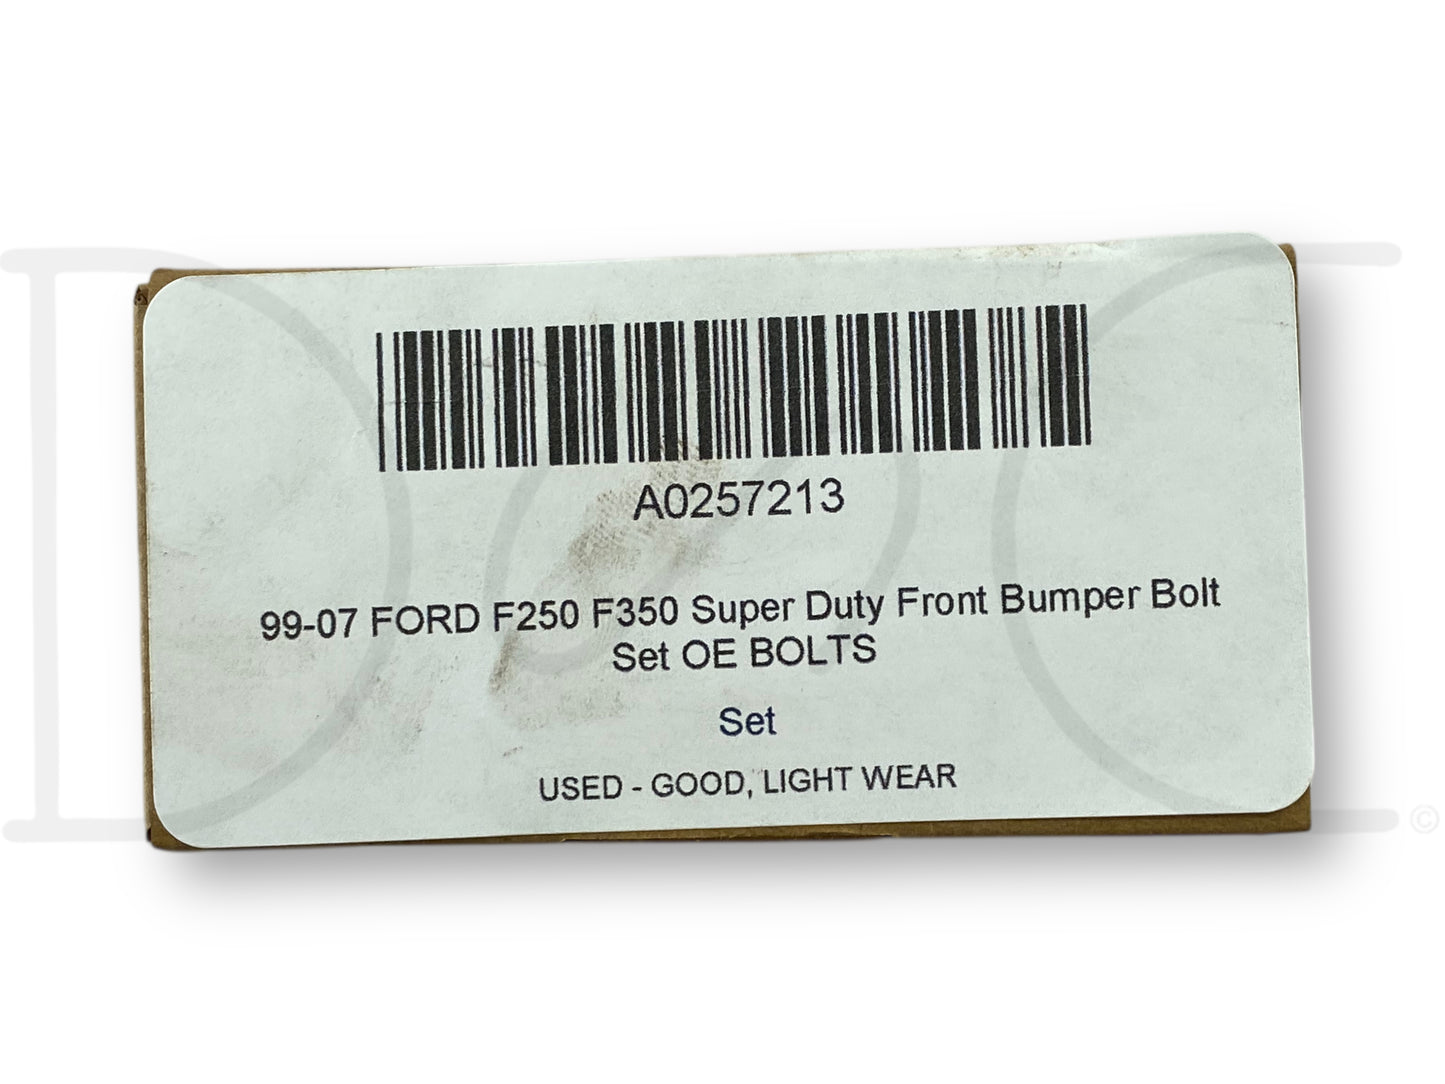 A0257213
99-07 FORD F250 F350 Super Duty Front Bumper Bolt
Set OE BOLTS
Set
USED - GOOD, LIGHT WEAR
©